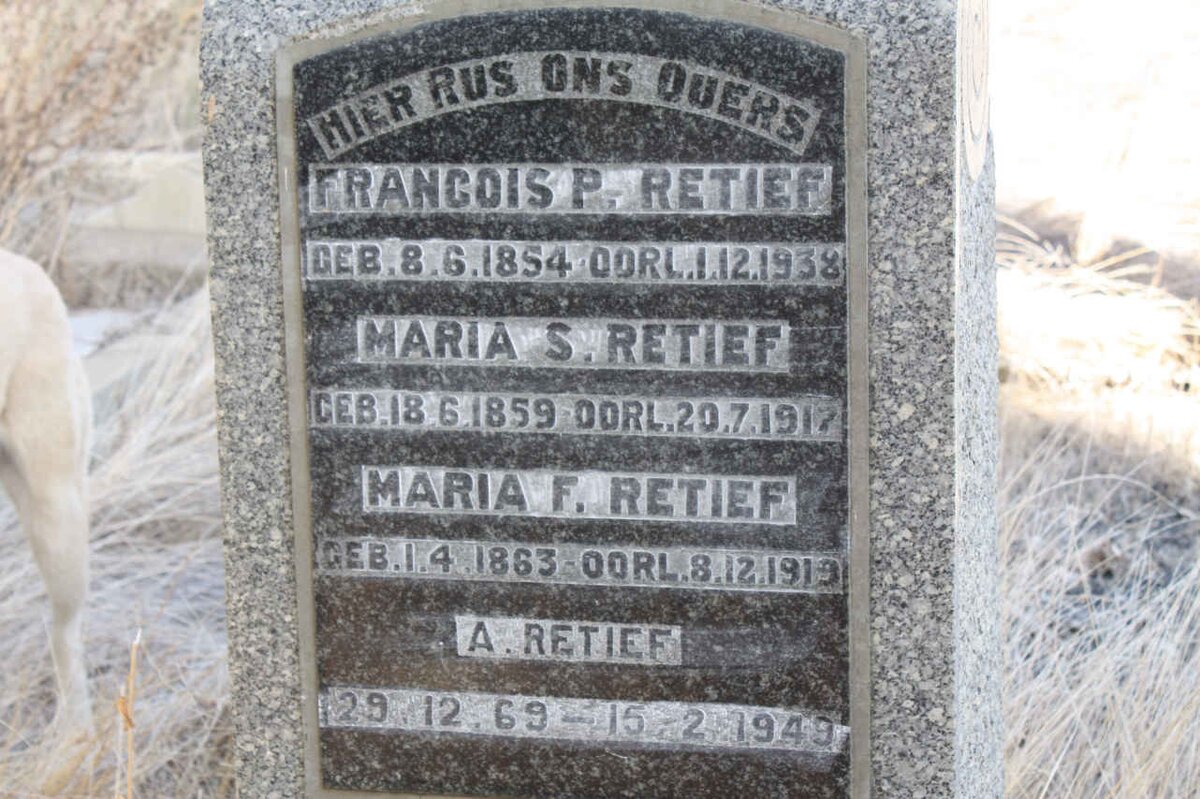 HIER RUS ONS OUERS
FRANCOIS P. RETIEF
GEB. 8.6.1854 - OORL. 1.12.1938
MARIA S. RETIEF
GEB. 18.6.1859 - OORL. 20.7.1917
MARIA F. RETIEF
GEB. 1.4.1863 - OORL. 8.12.1919
A. RETIEF
29.12.69 — 15.2.1949